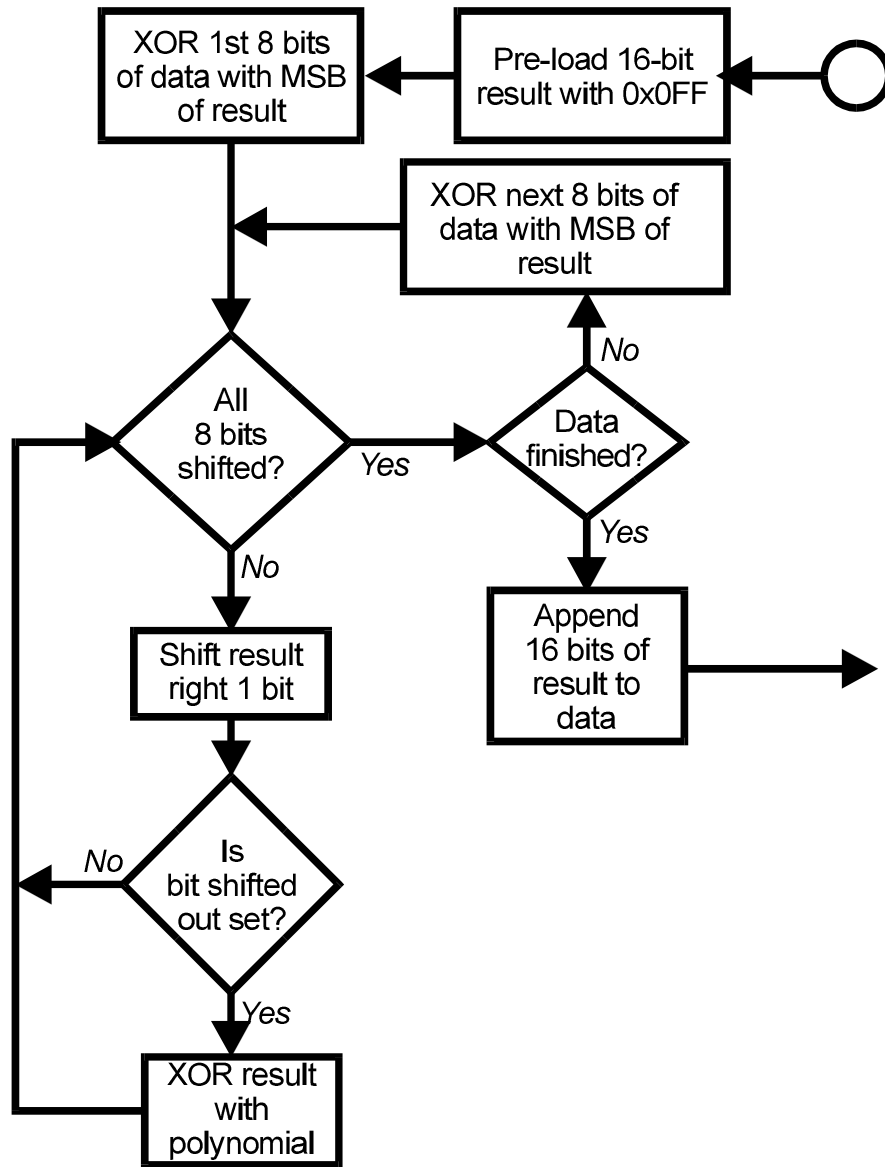 Pre-load 16-bit
result with 0x0FF
XOR 1st 8 bits
of data with MSB
of result
XOR next 8 bits of
data with MSB of
result
All
8 bits
shifted?
Yes
No
Data
finished?
No
Yes
Append
16 bits of
result to
data
Shift result
right 1 bit
Is
bit shifted
out set?
No
Yes
XOR result
with
polynomial